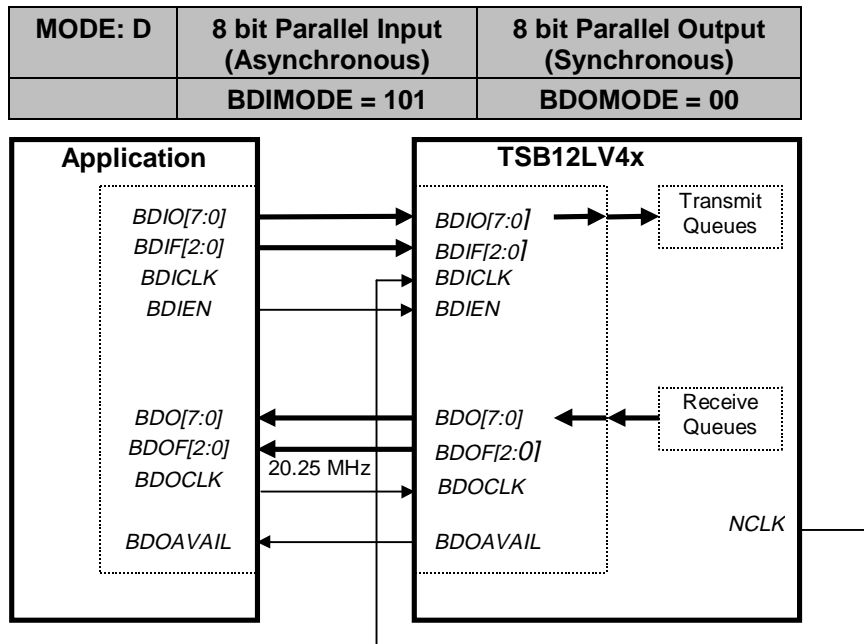 MODE: D
8 bit Parallel Input
(Asynchronous)
8 bit Parallel Output
(Synchronous)
BDIMODE = 101
BDOMODE = 00
Application
BDIO[7:0]
BDIF[2:0]
BDICLK
BDIEN
BDO[7:0]
BDOF[2:0]
BDOCLK
BDOAVAIL
20.25 MHz
TSB12LV4x
BDIO[7:0]
BDIF[2:0]
BDICLK
BDIEN
BDO[7:0]
BDOF[2:0]
BDOCLK
BDOAVAIL
Transmit
Queues
Receive
Queues
NCLK